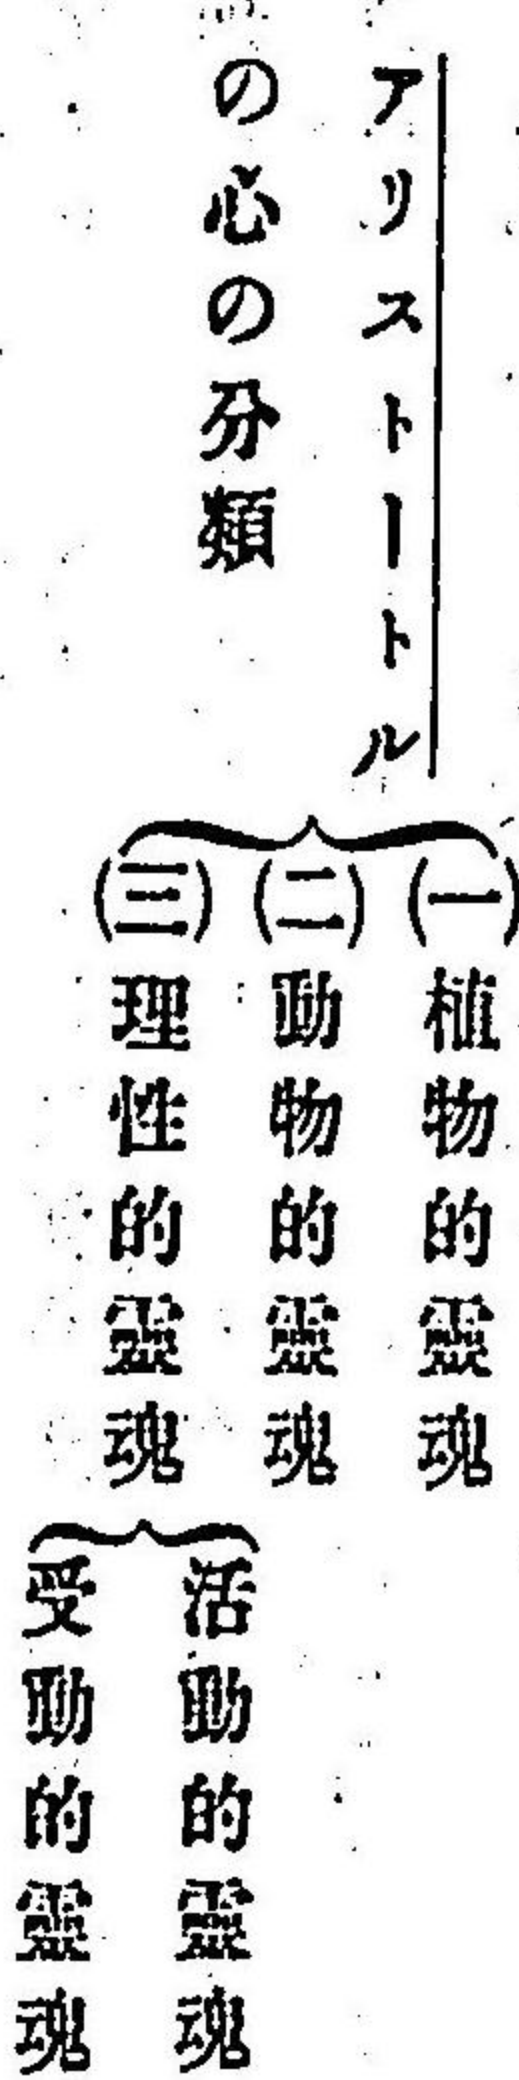 アリストートル
の心の分類
(一)植物的靈魂
(二)動物的靈魂
(三)理性的靈魂
活動的靈魂
受動的靈魂